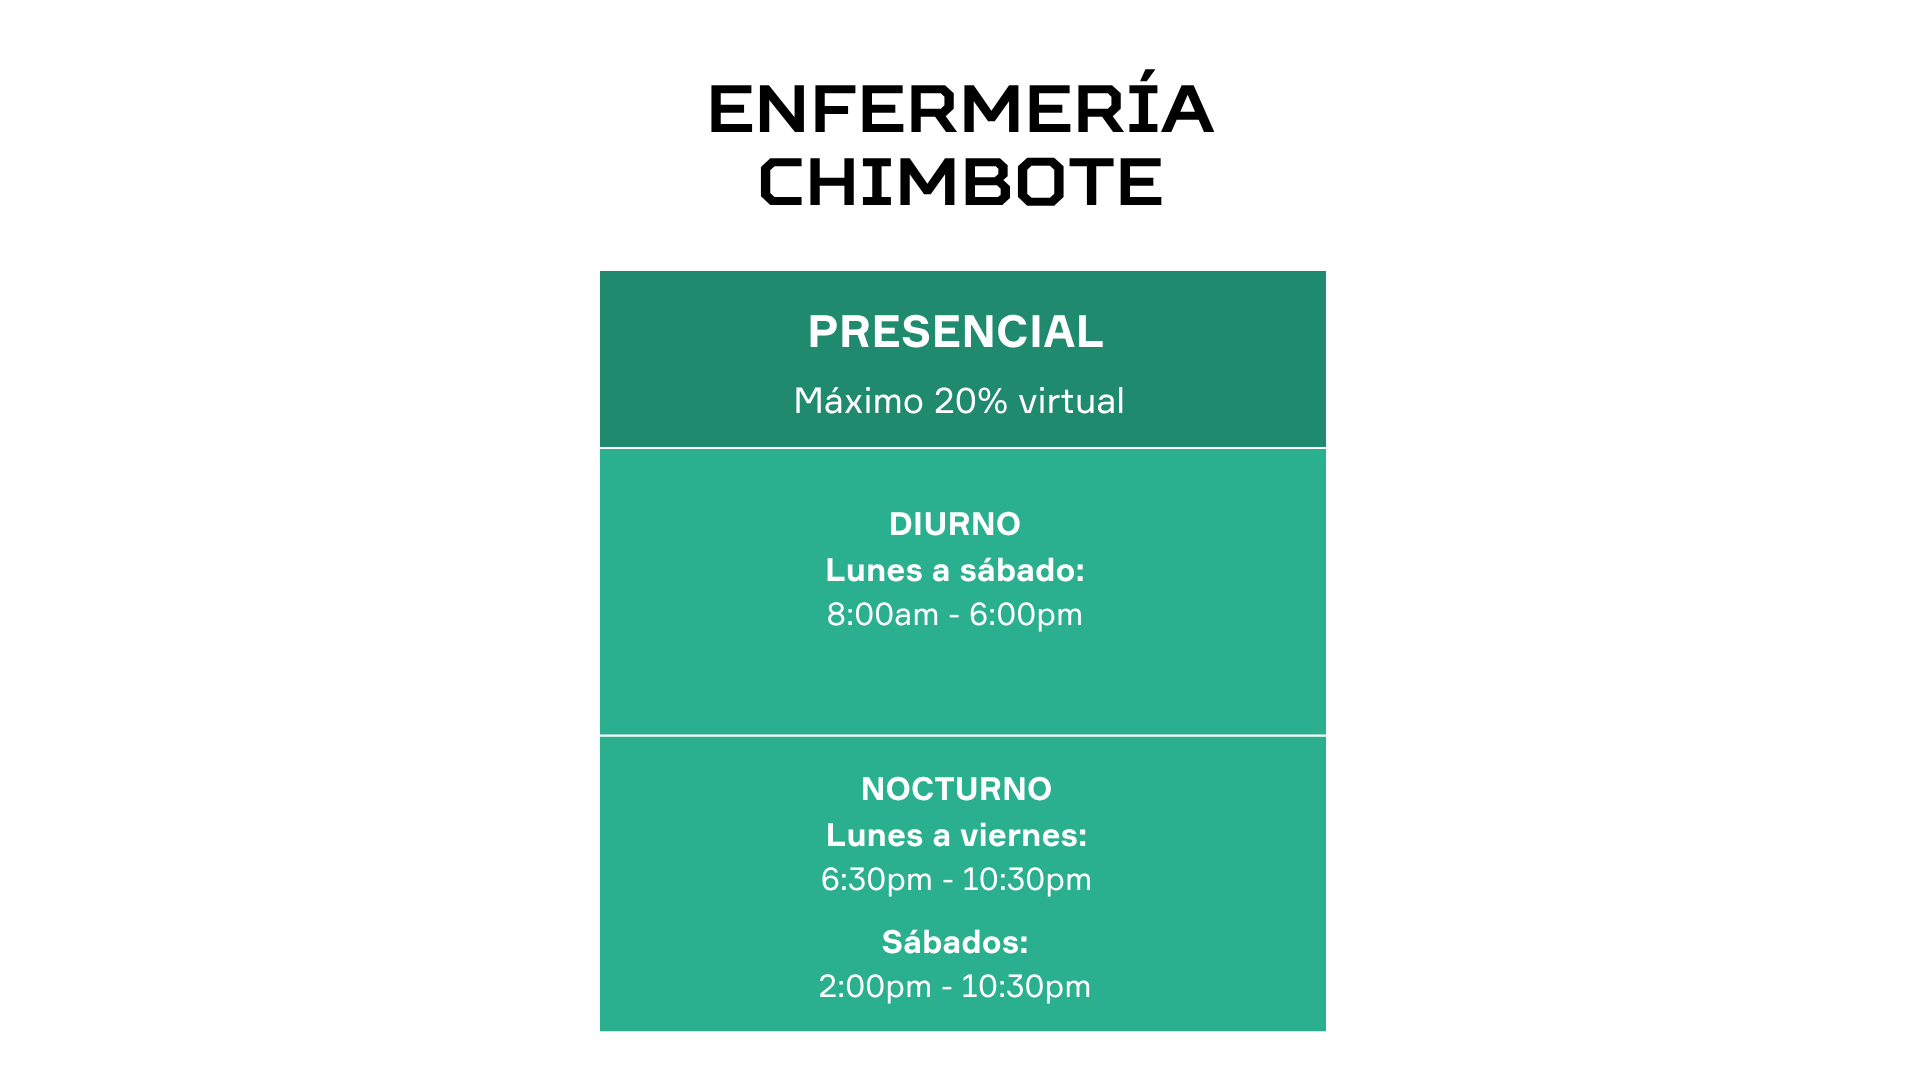 ENFERMERÍA
CHIMBOTE
PRESENCIAL
Máximo 20% virtual
DIURNO
Lunes a sábado:
8:00am - 6:00pm
NOCTURNO
Lunes a viernes:
6:30pm - 10:30pm
Sábados:
2:00pm - 10:30pm